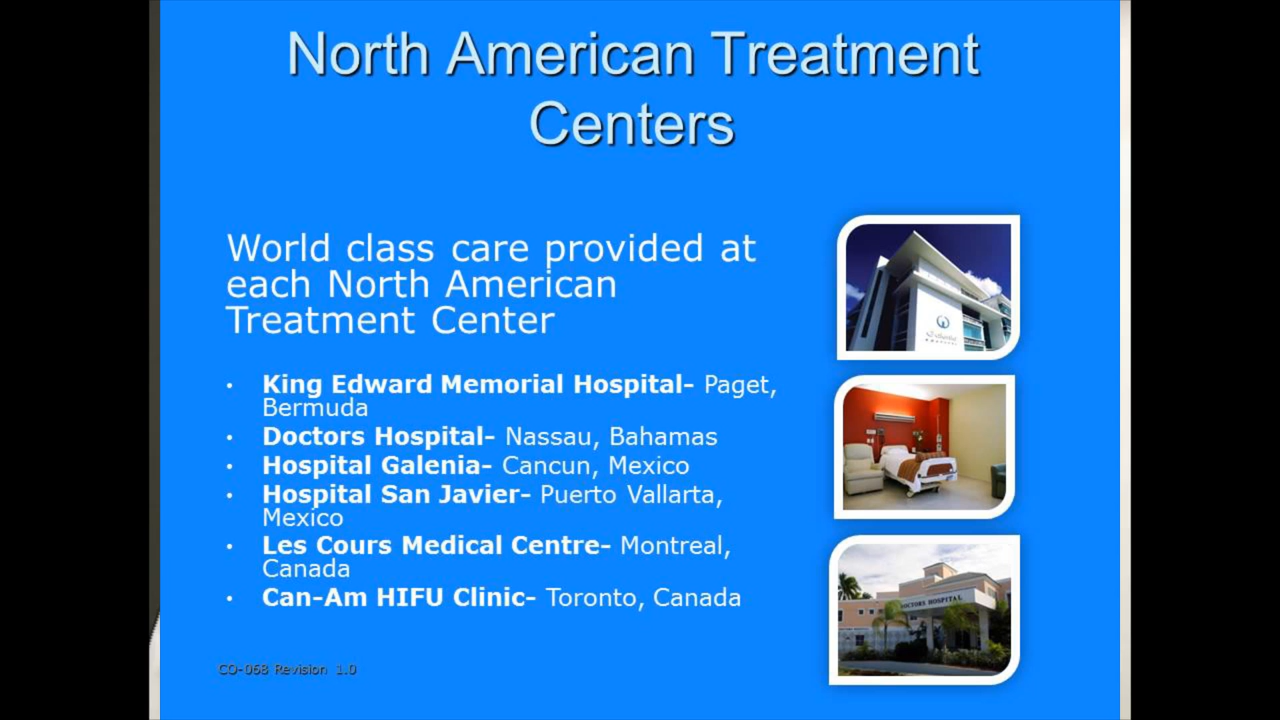 North American Treatment
Centers
World class care provided at
each North American
Treatment Center
• King Edward Memorial Hospital– Paget,
Bermuda
• Doctors Hospital– Nassau, Bahamas
• Hospital Galenia– Cancun, Mexico
• Hospital San Javier– Puerto Vallarta,
Mexico
• Les Cours Medical Centre– Montreal,
Canada
• Can-Am HIFU Clinic– Toronto, Canada
DOCTORS HOSPITAL
CO-068 Revision 1.0